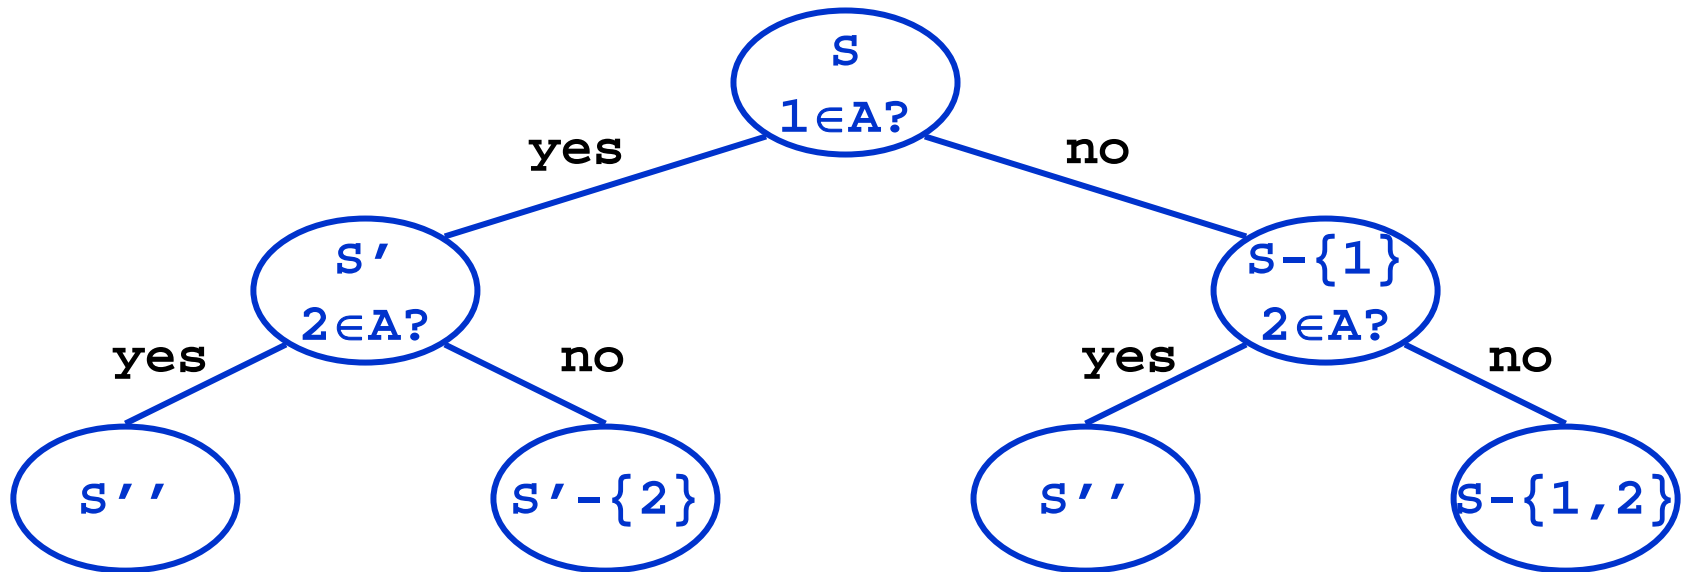 S
1∈A?
yes
no
S'
2∈A?
S-{1}
2∈A?
yes
no
yes
no
S''
S'-{2}
S''
S-{1,2}